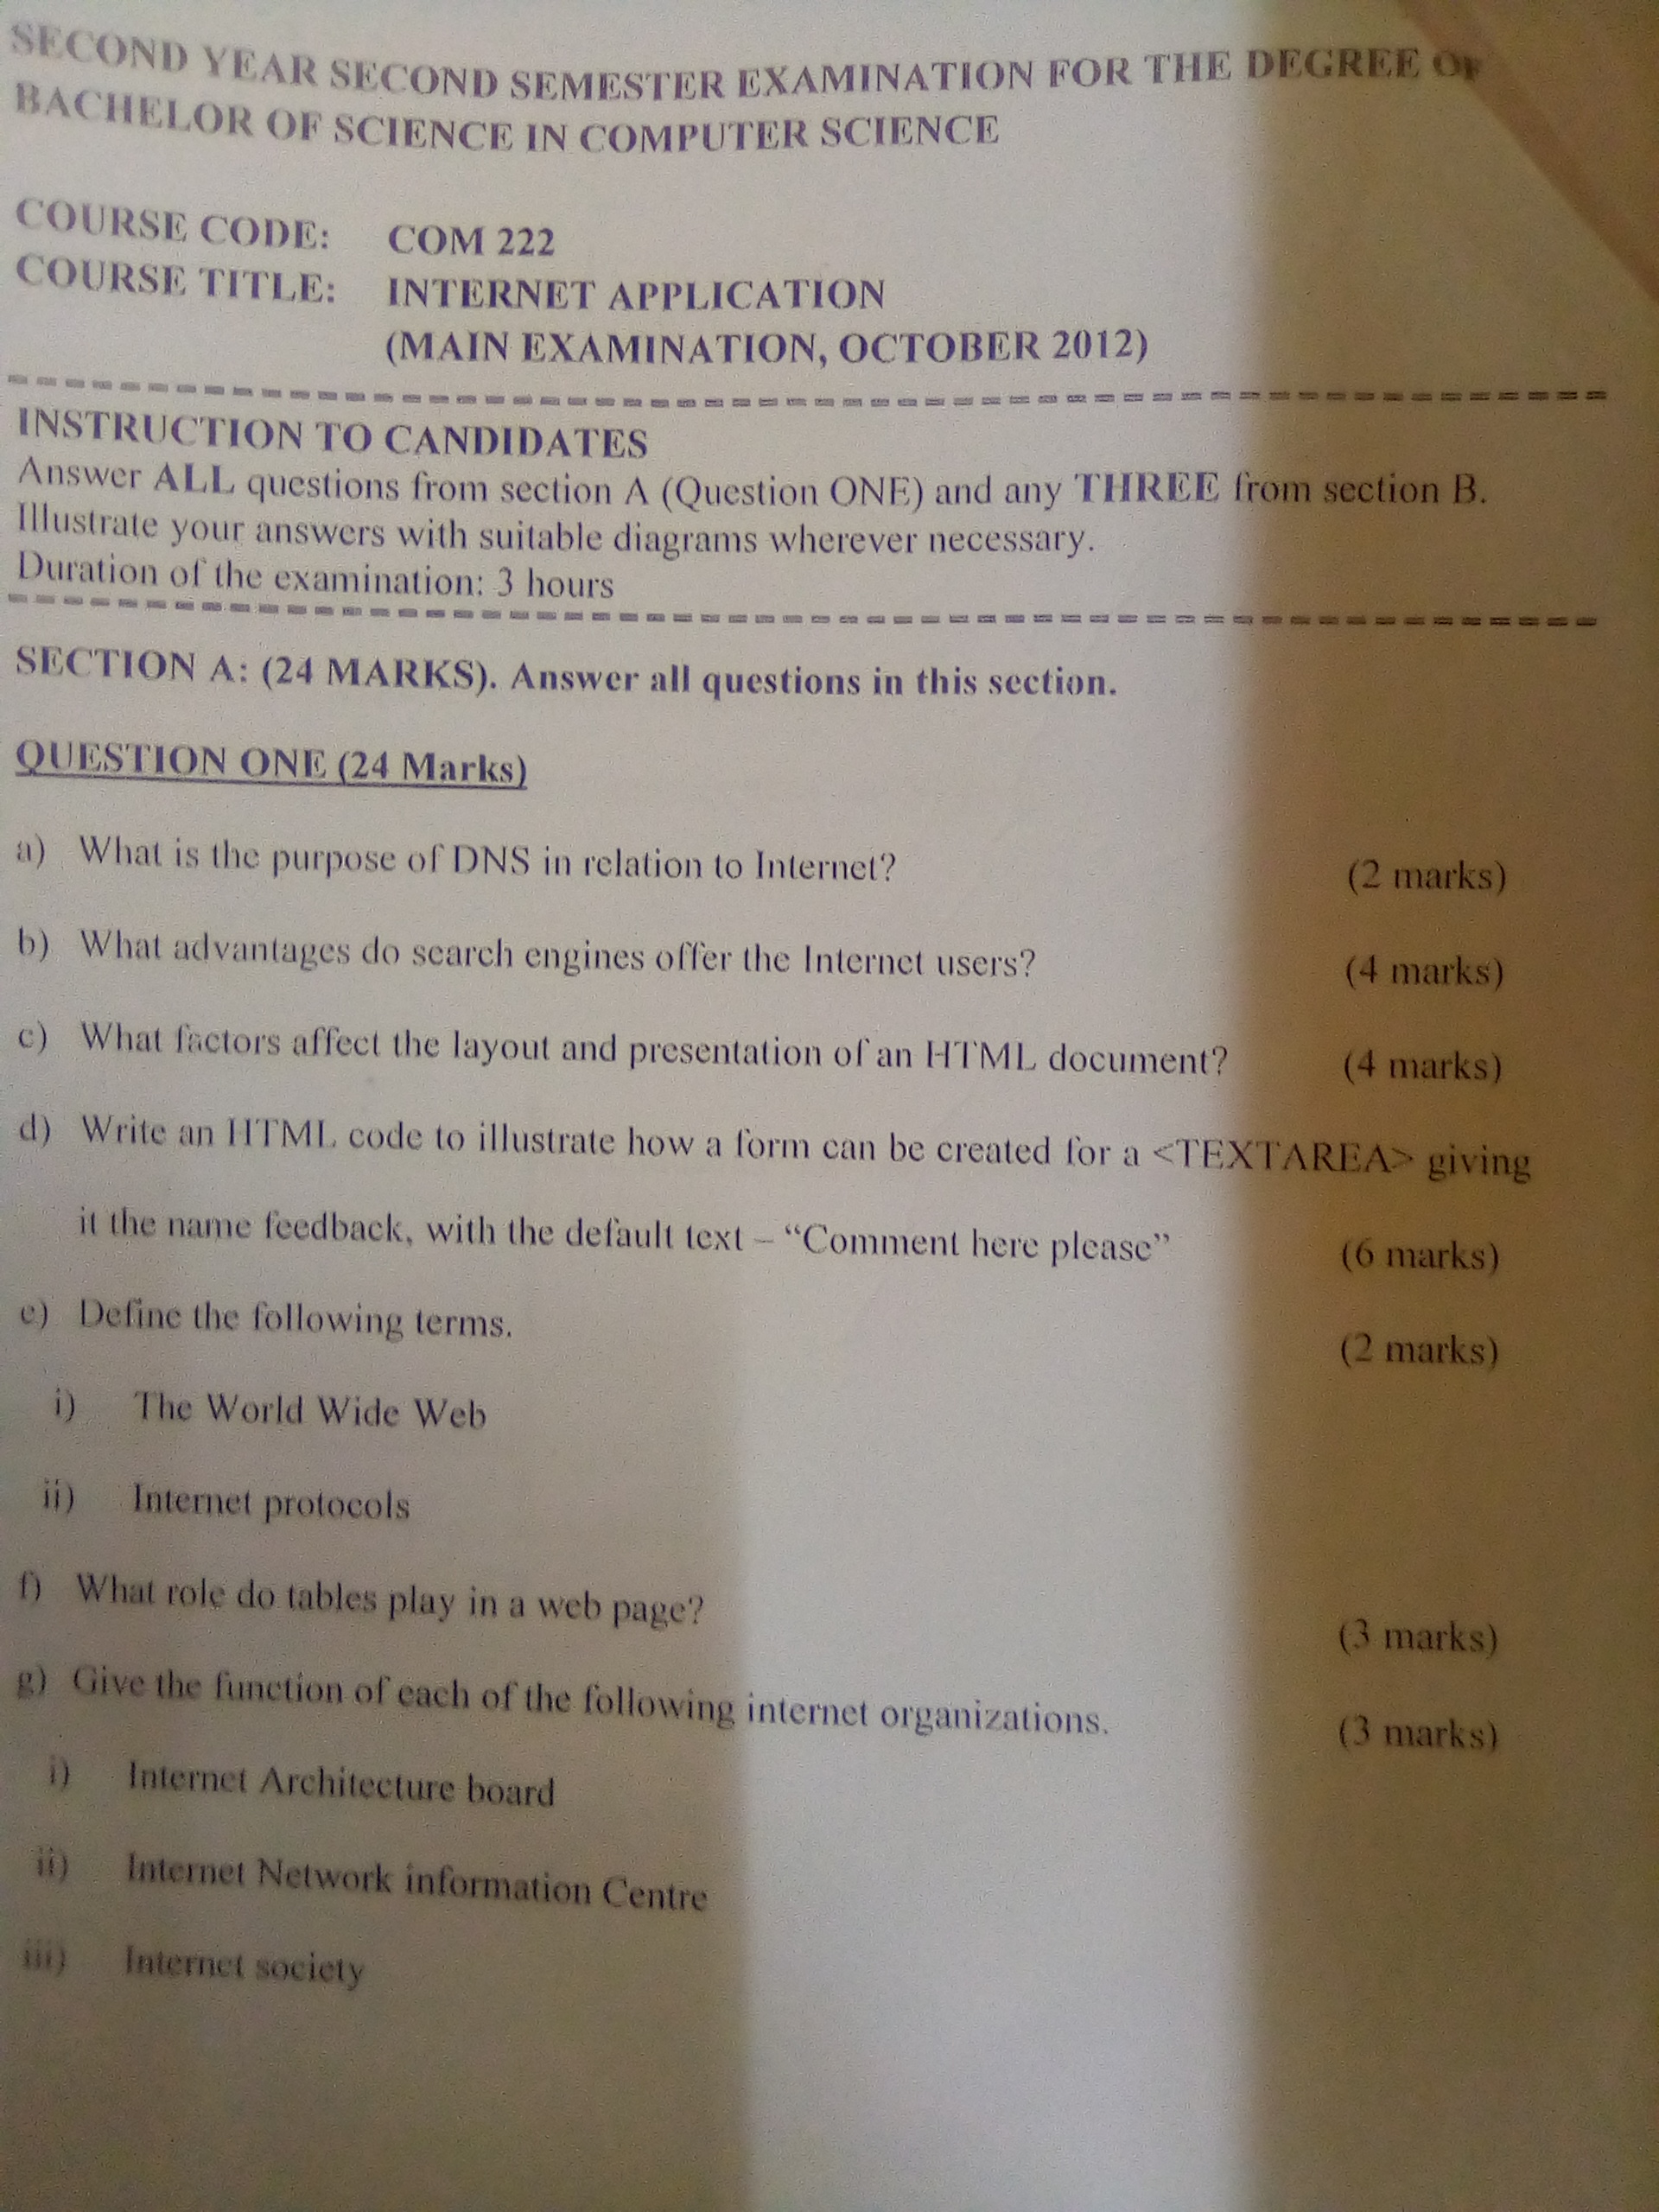 SECOND YEAR SECOND SEMESTER EXAMINATION FOR THE DEGREE OF
BACHELOR OF SCIENCE IN COMPUTER SCIENCE
COURSE CODE: COM 222
COURSE TITLE: INTERNET APPLICATION
(MAIN EXAMINATION, OCTOBER 2012)
INSTRUCTION TO CANDIDATES
Answer ALL questions from section A (Question ONE) and any THREE from section B.
Illustrate your answers with suitable diagrams wherever necessary.
Duration of the examination: 3 hours
SECTION A: (24 MARKS). Answer all questions in this section.
QUESTION ONE (24 Marks)
a) What is the purpose of DNS in relation to Internet? (2 marks)
b) What advantages do search engines offer the Internet users? (4 marks)
c) What factors affect the layout and presentation of an HTML document? (4 marks)
d) Write an HTML code to illustrate how a form can be created for a <TEXTAREA> giving
it the name feedback, with the default text – “Comment here please” (6 marks)
e) Define the following terms. (2 marks)
i) The World Wide Web
ii) Internet protocols
f) What role do tables play in a web page? (3 marks)
g) Give the function of each of the following internet organizations. (3 marks)
i) Internet Architecture board
ii) Internet Network information Centre
iii) Internet society